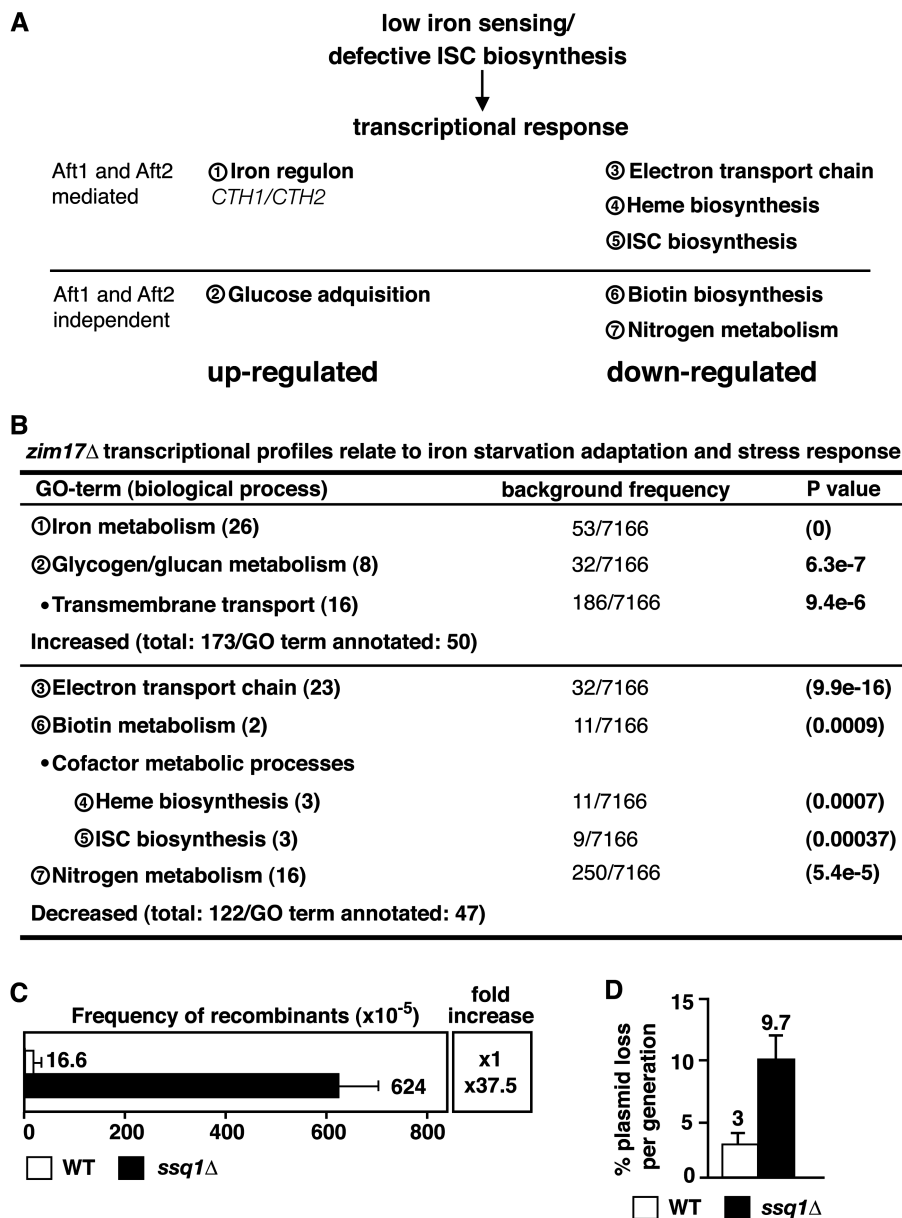 A
low iron sensing/
defective ISC biosynthesis
transcriptional response
Aft1 and Aft2
mediated
①Iron regulon
CTH1/CTH2
③Electron transport chain
④Heme biosynthesis
⑤ISC biosynthesis
Aft1 and Aft2
independent
②Glucose adquisition
⑥Biotin biosynthesis
⑦Nitrogen metabolism
up-regulated down-regulated
B
zim17Δ transcriptional profiles relate to iron starvation adaptation and stress response
GO-term (biological process) background frequency P value
①Iron metabolism (26) 53/7166 (0)
②Glycogen/glucan metabolism (8) 32/7166 6.3e-7
•Transmembrane transport (16) 186/7166 9.4e-6
Increased (total: 173/GO term annotated: 50)
③Electron transport chain (23) 32/7166 (9.9e-16)
⑥Biotin metabolism (2) 11/7166 (0.0009)
•Cofactor metabolic processes
④Heme biosynthesis (3) 11/7166 (0.0007)
⑤ISC biosynthesis (3) 9/7166 (0.00037)
⑦Nitrogen metabolism (16) 250/7166 (5.4e-5)
Decreased (total: 122/GO term annotated: 47)
C
Frequency of recombinants (x10⁻⁵)
fold
increase
16.6 x1
624 x37.5
0 200 400 600 800
WT ssq1Δ
D
% plasmid loss
per generation
15
10
5
0
3
9.7
WT ssq1Δ